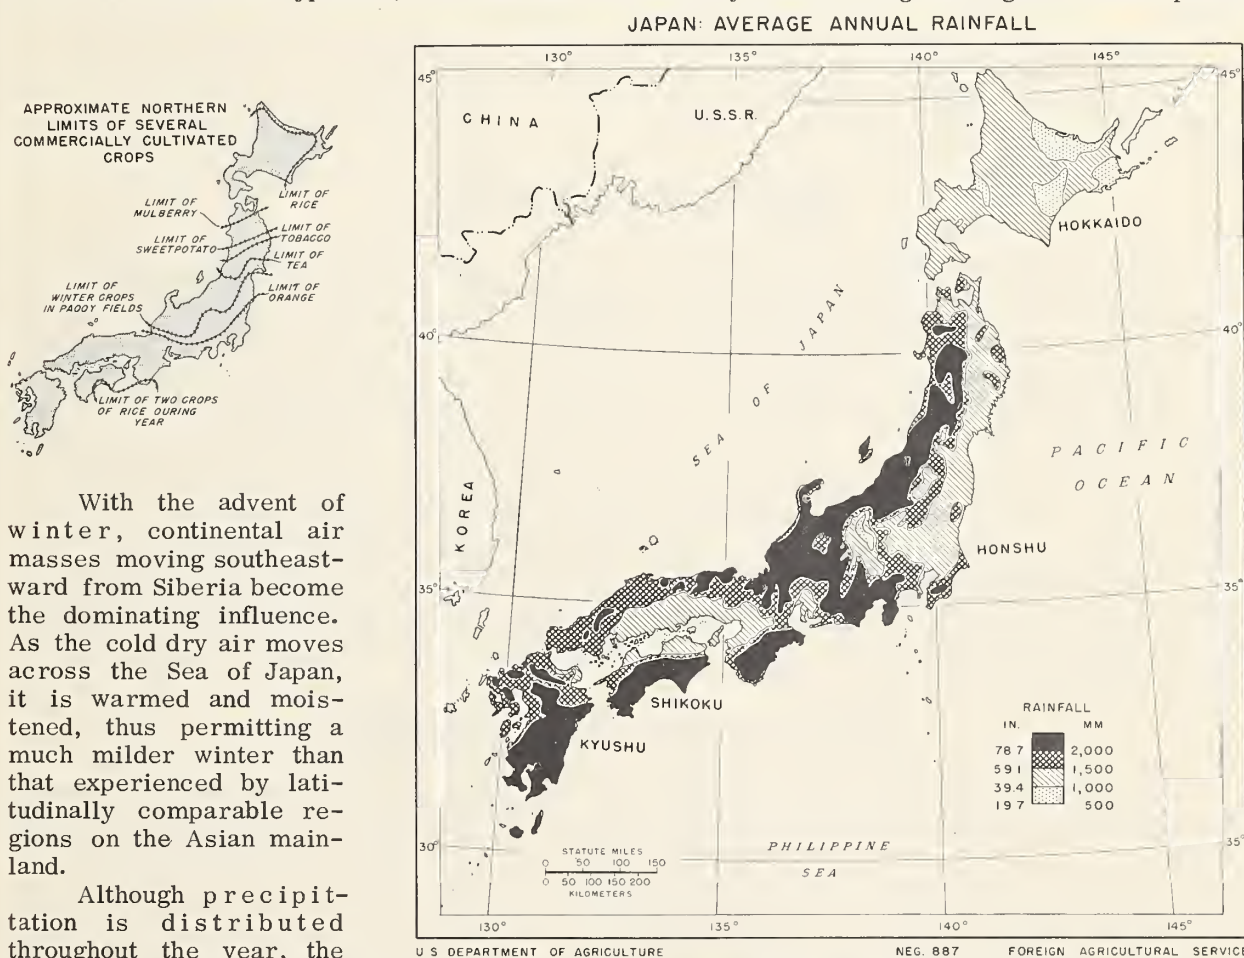 JAPAN: AVERAGE ANNUAL RAINFALL
APPROXIMATE NORTHERN
LIMITS OF SEVERAL
COMMERCIALLY CULTIVATED
CROPS
LIMIT OF
MULBERRY
LIMIT OF
RICE
LIMIT OF
SWEETPOTATO
LIMIT OF
TOBACCO
LIMIT OF
TEA
LIMIT OF
WINTER CROPS
IN PADDY FIELDS
LIMIT OF
ORANGE
LIMIT OF TWO CROPS
OF RICE DURING
YEAR
With the advent of
winter, continental air
masses moving southeast-
ward from Siberia become
the dominating influence.
As the cold dry air moves
across the Sea of Japan,
it is warmed and mois-
tened, thus permitting a
much milder winter than
that experienced by lati-
tudinally comparable re-
gions on the Asian main-
land.
Although precipit-
tation is distributed
throughout the year, the
130° 135° 140° 145°
45° 45°
CHINA
U.S.S.R.
HOKKAIDO
SEA OF JAPAN
40° 40°
PACIFIC
OCEAN
KOREA
HONSHU
35° 35°
SHIKOKU
KYUSHU
RAINFALL
IN. MM
78 7 2,000
59 1 1,500
39.4 1,000
19 7 500
30° 35°
STATUTE MILES
0 50 100 150
0 50 100 150 200
KILOMETERS
PHILIPPINE
SEA
130° 135° 140° 145°
U S DEPARTMENT OF AGRICULTURE NEG. 887 FOREIGN AGRICULTURAL SERVICE